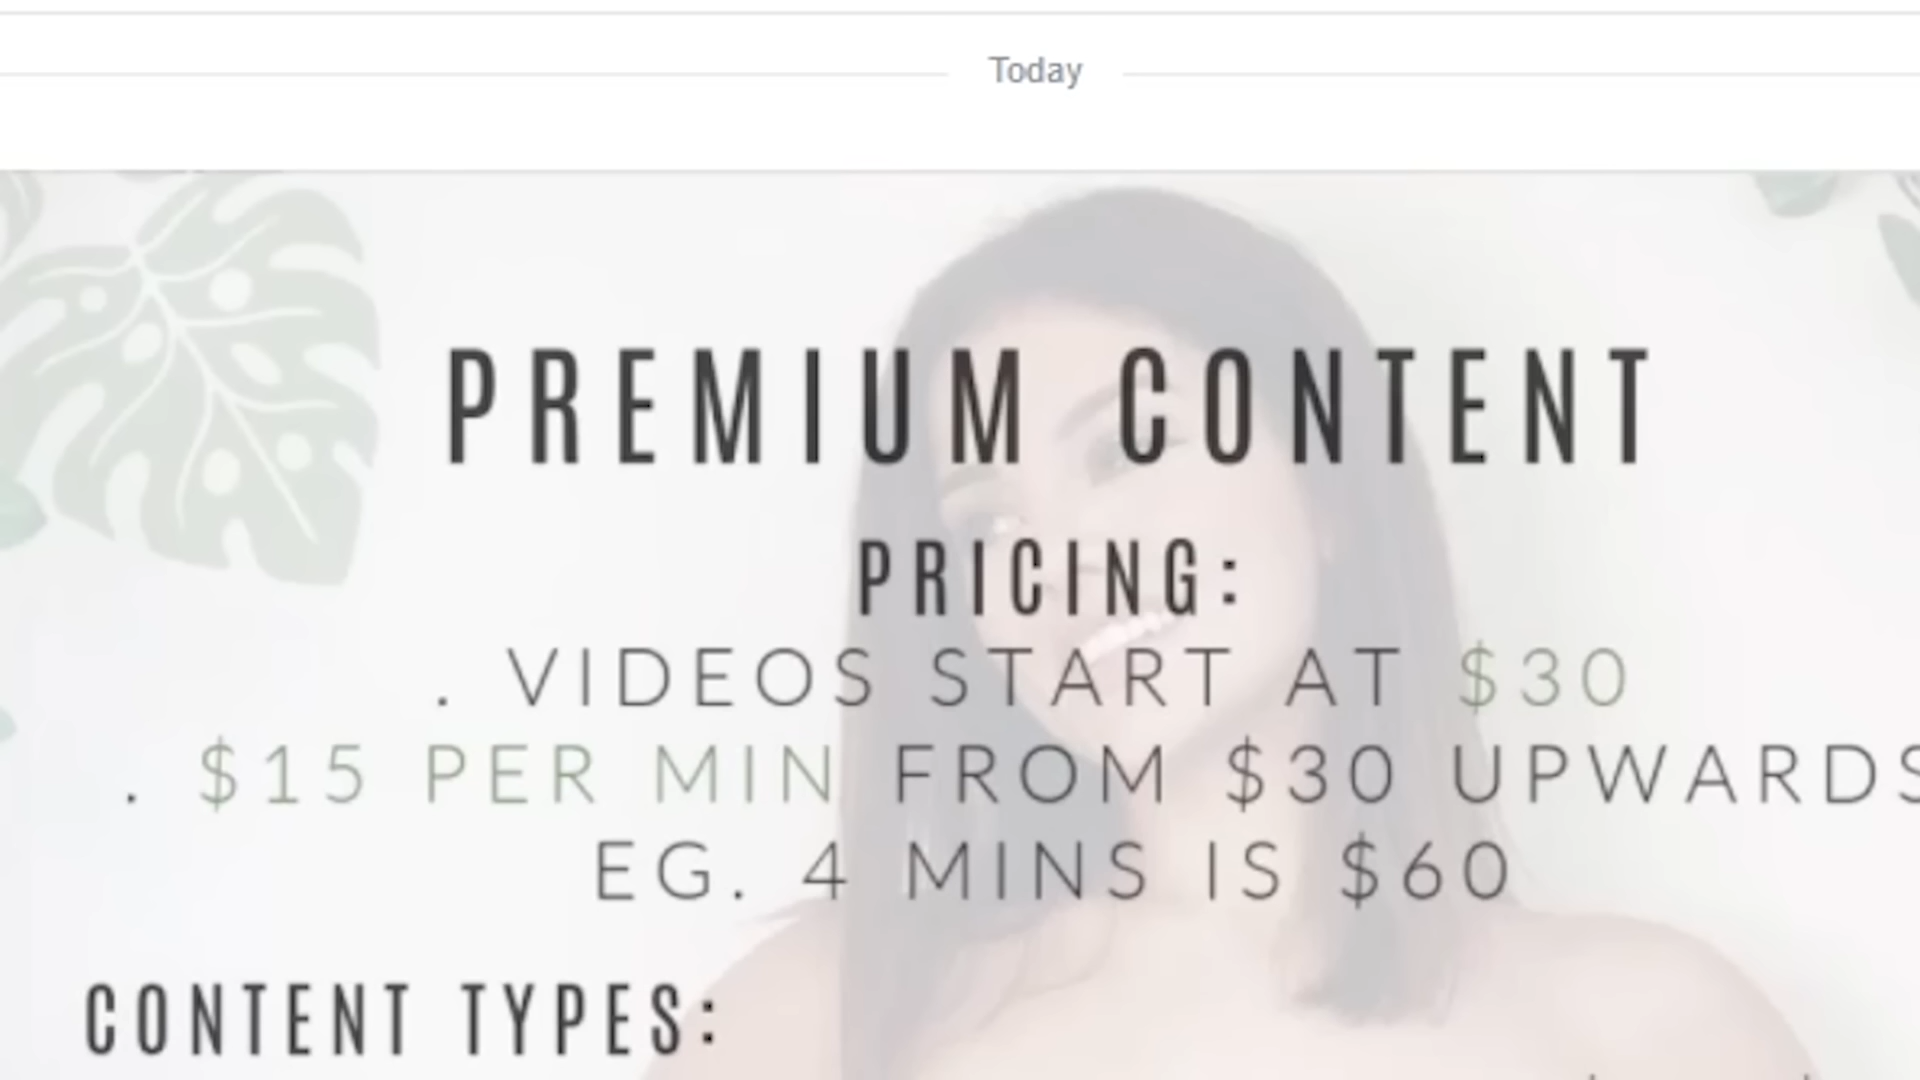 Today
PREMIUM CONTENT
PRICING:
. VIDEOS START AT $30
. $15 PER MIN FROM $30 UPWARDS
EG. 4 MINS IS $60
CONTENT TYPES: